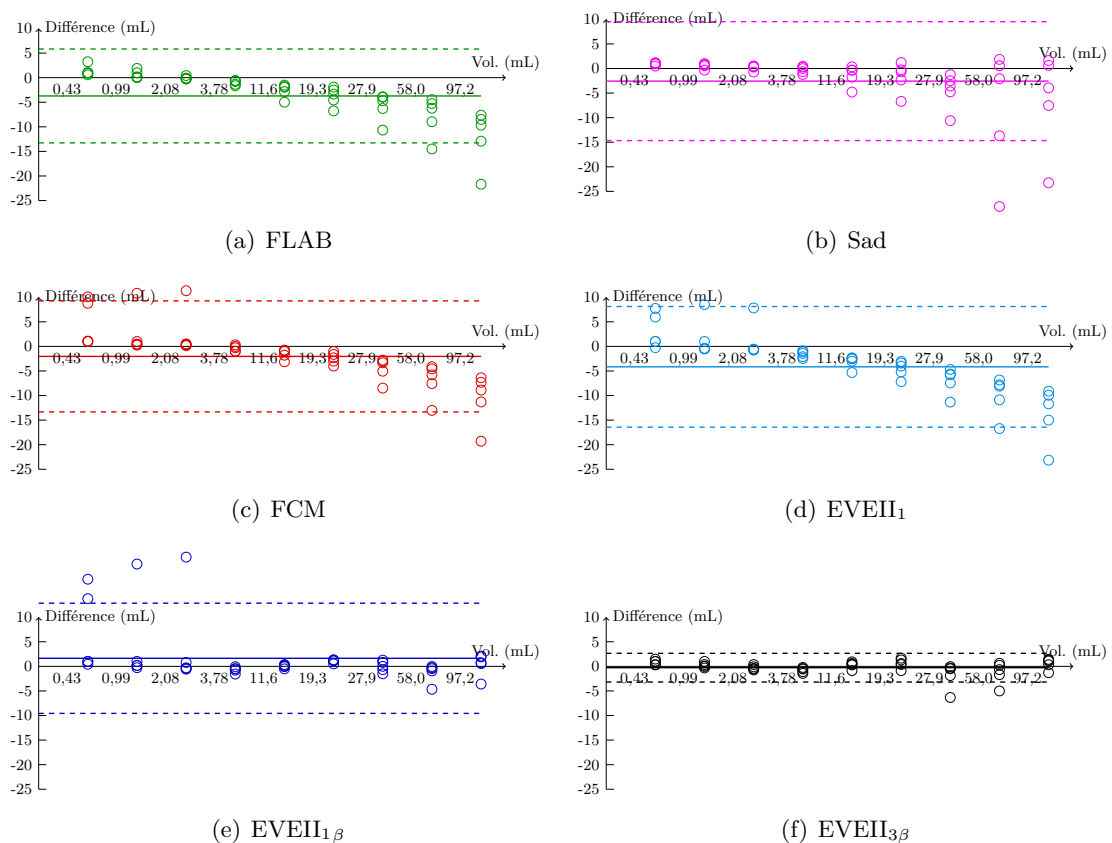 Différence (mL)
10
5
0
-5
-10
-15
-20
-25
Vol. (mL)
0,43 0,99 2,08 3,78 11,6 19,3 27,9 58,0 97,2
(a) FLAB
Différence (mL)
10
5
0
-5
-10
-15
-20
-25
Vol. (mL)
0,43 0,99 2,08 3,78 11,6 19,3 27,9 58,0 97,2
(b) Sad
Différence (mL)
10
5
0
-5
-10
-15
-20
-25
Vol. (mL)
0,43 0,99 2,08 3,78 11,6 19,3 27,9 58,0 97,2
(c) FCM
Différence (mL)
10
5
0
-5
-10
-15
-20
-25
Vol. (mL)
0,43 0,99 2,08 3,78 11,6 19,3 27,9 58,0 97,2
(d) EVEII₁
Différence (mL)
10
5
0
-5
-10
-15
-20
-25
Vol. (mL)
0,43 0,99 2,08 3,78 11,6 19,3 27,9 58,0 97,2
(e) EVEII₁β
Différence (mL)
10
5
0
-5
-10
-15
-20
-25
Vol. (mL)
0,43 0,99 2,08 3,78 11,6 19,3 27,9 58,0 97,2
(f) EVEII₃β